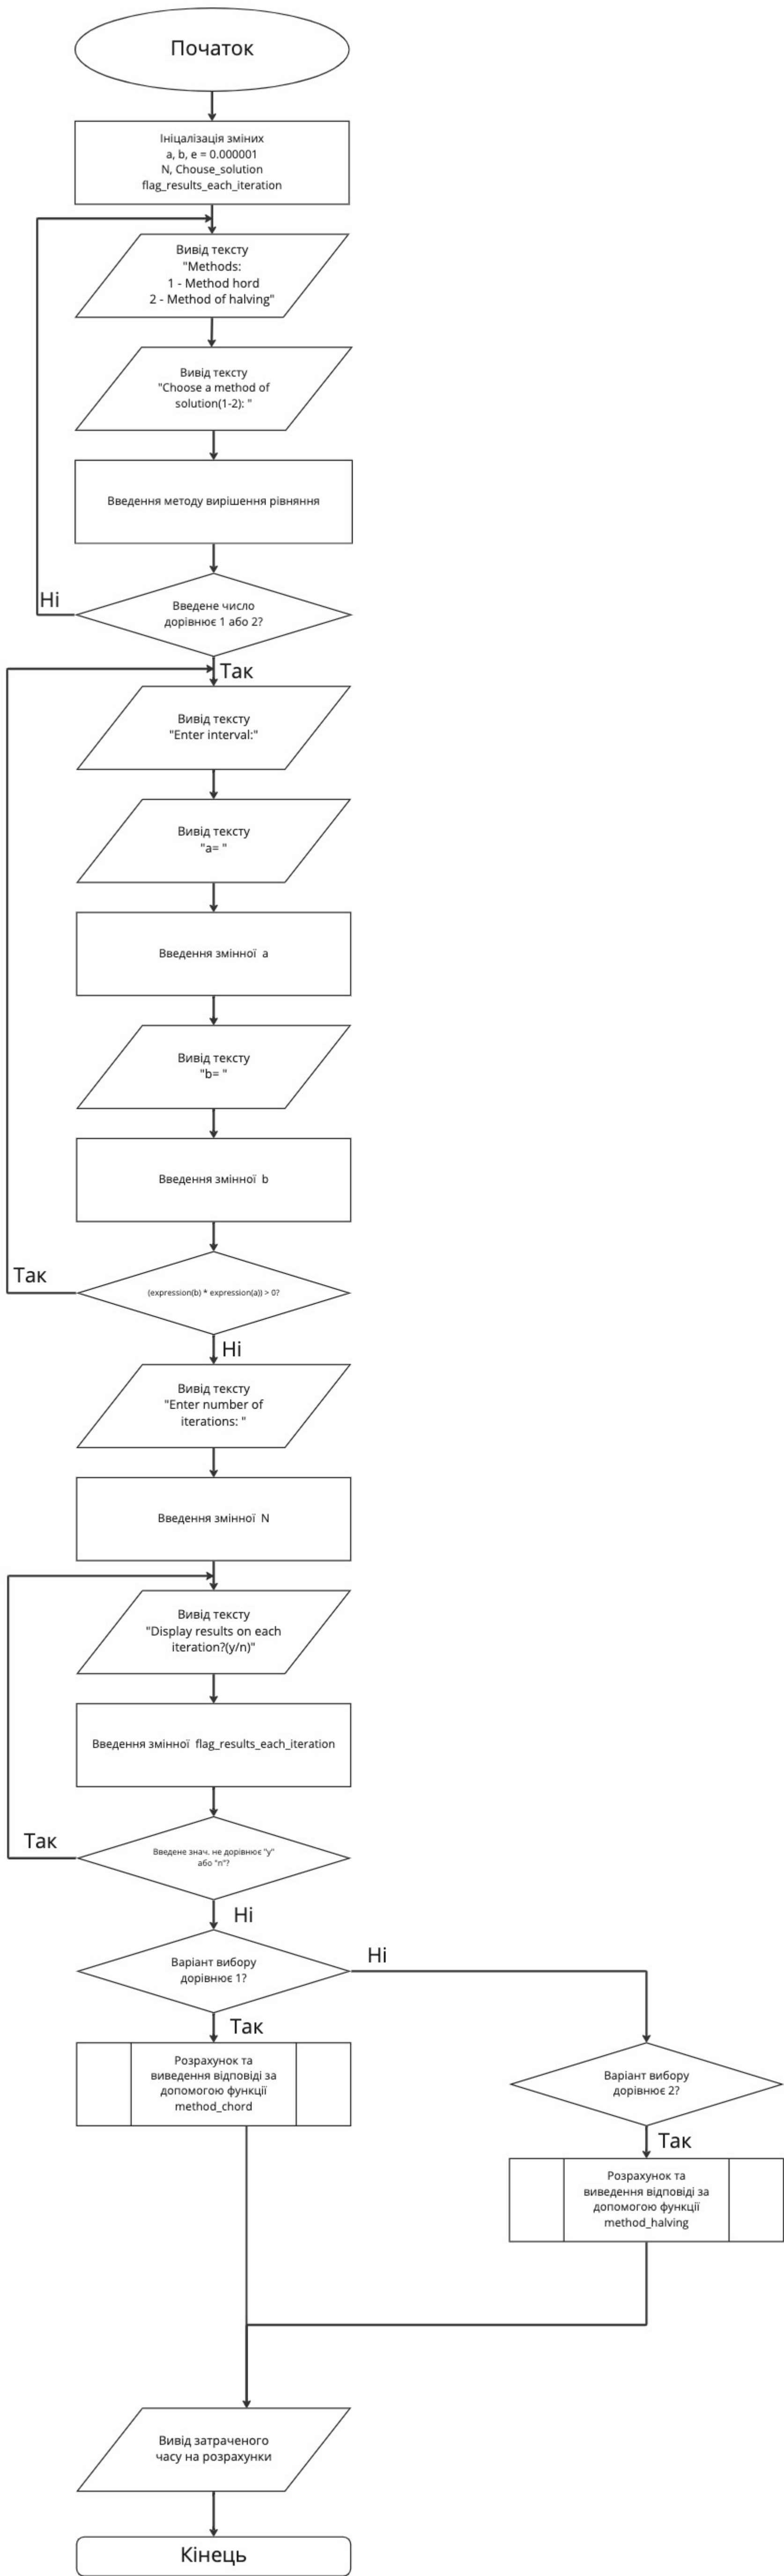 Початок
Ініцалізація зміних
a, b, e = 0.000001
N, Chouse_solution
flag_results_each_iteration
Вивід тексту
"Methods:
1 - Method hord
2 - Method of halving"
Вивід тексту
"Choose a method of
solution(1-2): "
Введення методу вирішення рівняння
Ні
Введене число
дорівнює 1 або 2?
Так
Вивід тексту
"Enter interval:"
Вивід тексту
"a= "
Введення змінної a
Вивід тексту
"b= "
Введення змінної b
Так
(expression(b) * expression(a)) > 0?
Ні
Вивід тексту
"Enter number of
iterations: "
Введення змінної N
Вивід тексту
"Display results on each
iteration?(y/n)"
Введення змінної flag_results_each_iteration
Так
Введене знач. не дорівнює "y"
або "n"?
Ні
Варіант вибору
дорівнює 1?
Ні
Так
Розрахунок та
виведення відповіді за
допомогою функції
method_chord
Варіант вибору
дорівнює 2?
Так
Розрахунок та
виведення відповіді за
допомогою функції
method_halving
Вивід затраченого
часу на розрахунки
Кінець